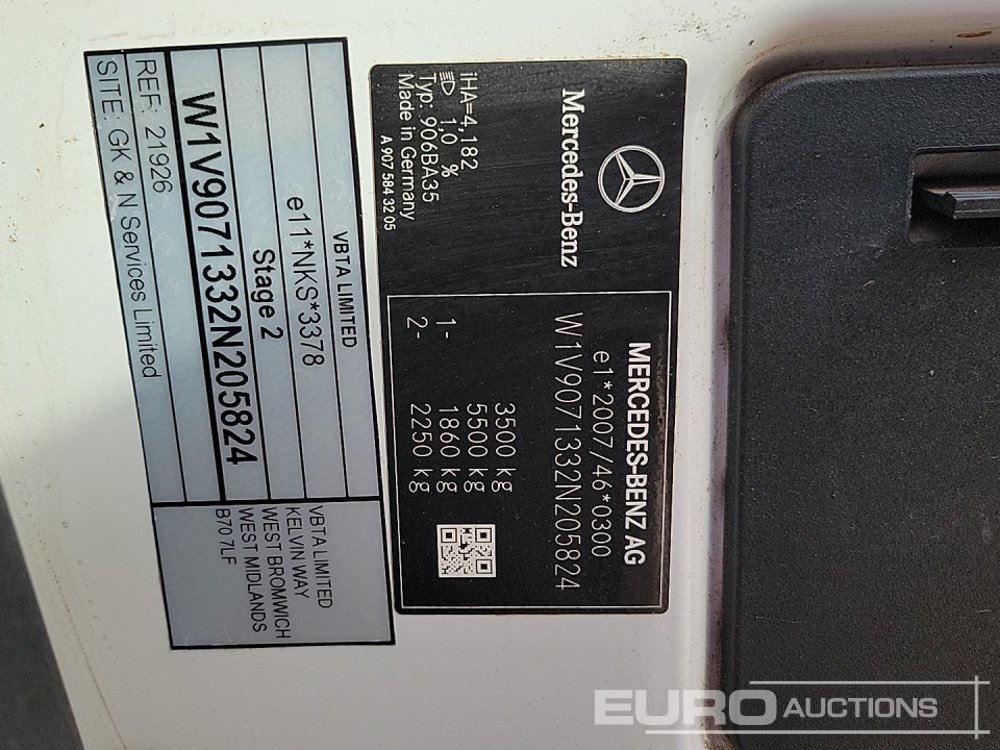 Mercedes-Benz
MERCEDES-BENZ AG
e1*2007/46*0300
W1V9071332N205824
3500 kg
5500 kg
1- 1860 kg
2- 2250 kg
iHA=4,182
1,0 %
Typ: 906BA35
Made in Germany
A 907 584 32 05
VBTA LIMITED
e11*NKS*3378
Stage 2
W1V9071332N205824
REF: 21926
SITE: GK & N Services Limited
VBTA LIMITED
KELVIN WAY
WEST BROMWICH
WEST MIDLANDS
B70 7LF
EURO AUCTIONS